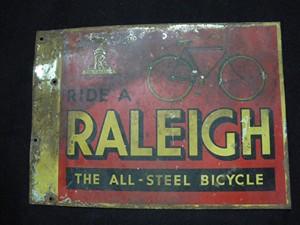 RIDE A
RALEIGH
THE ALL-STEEL BICYCLE